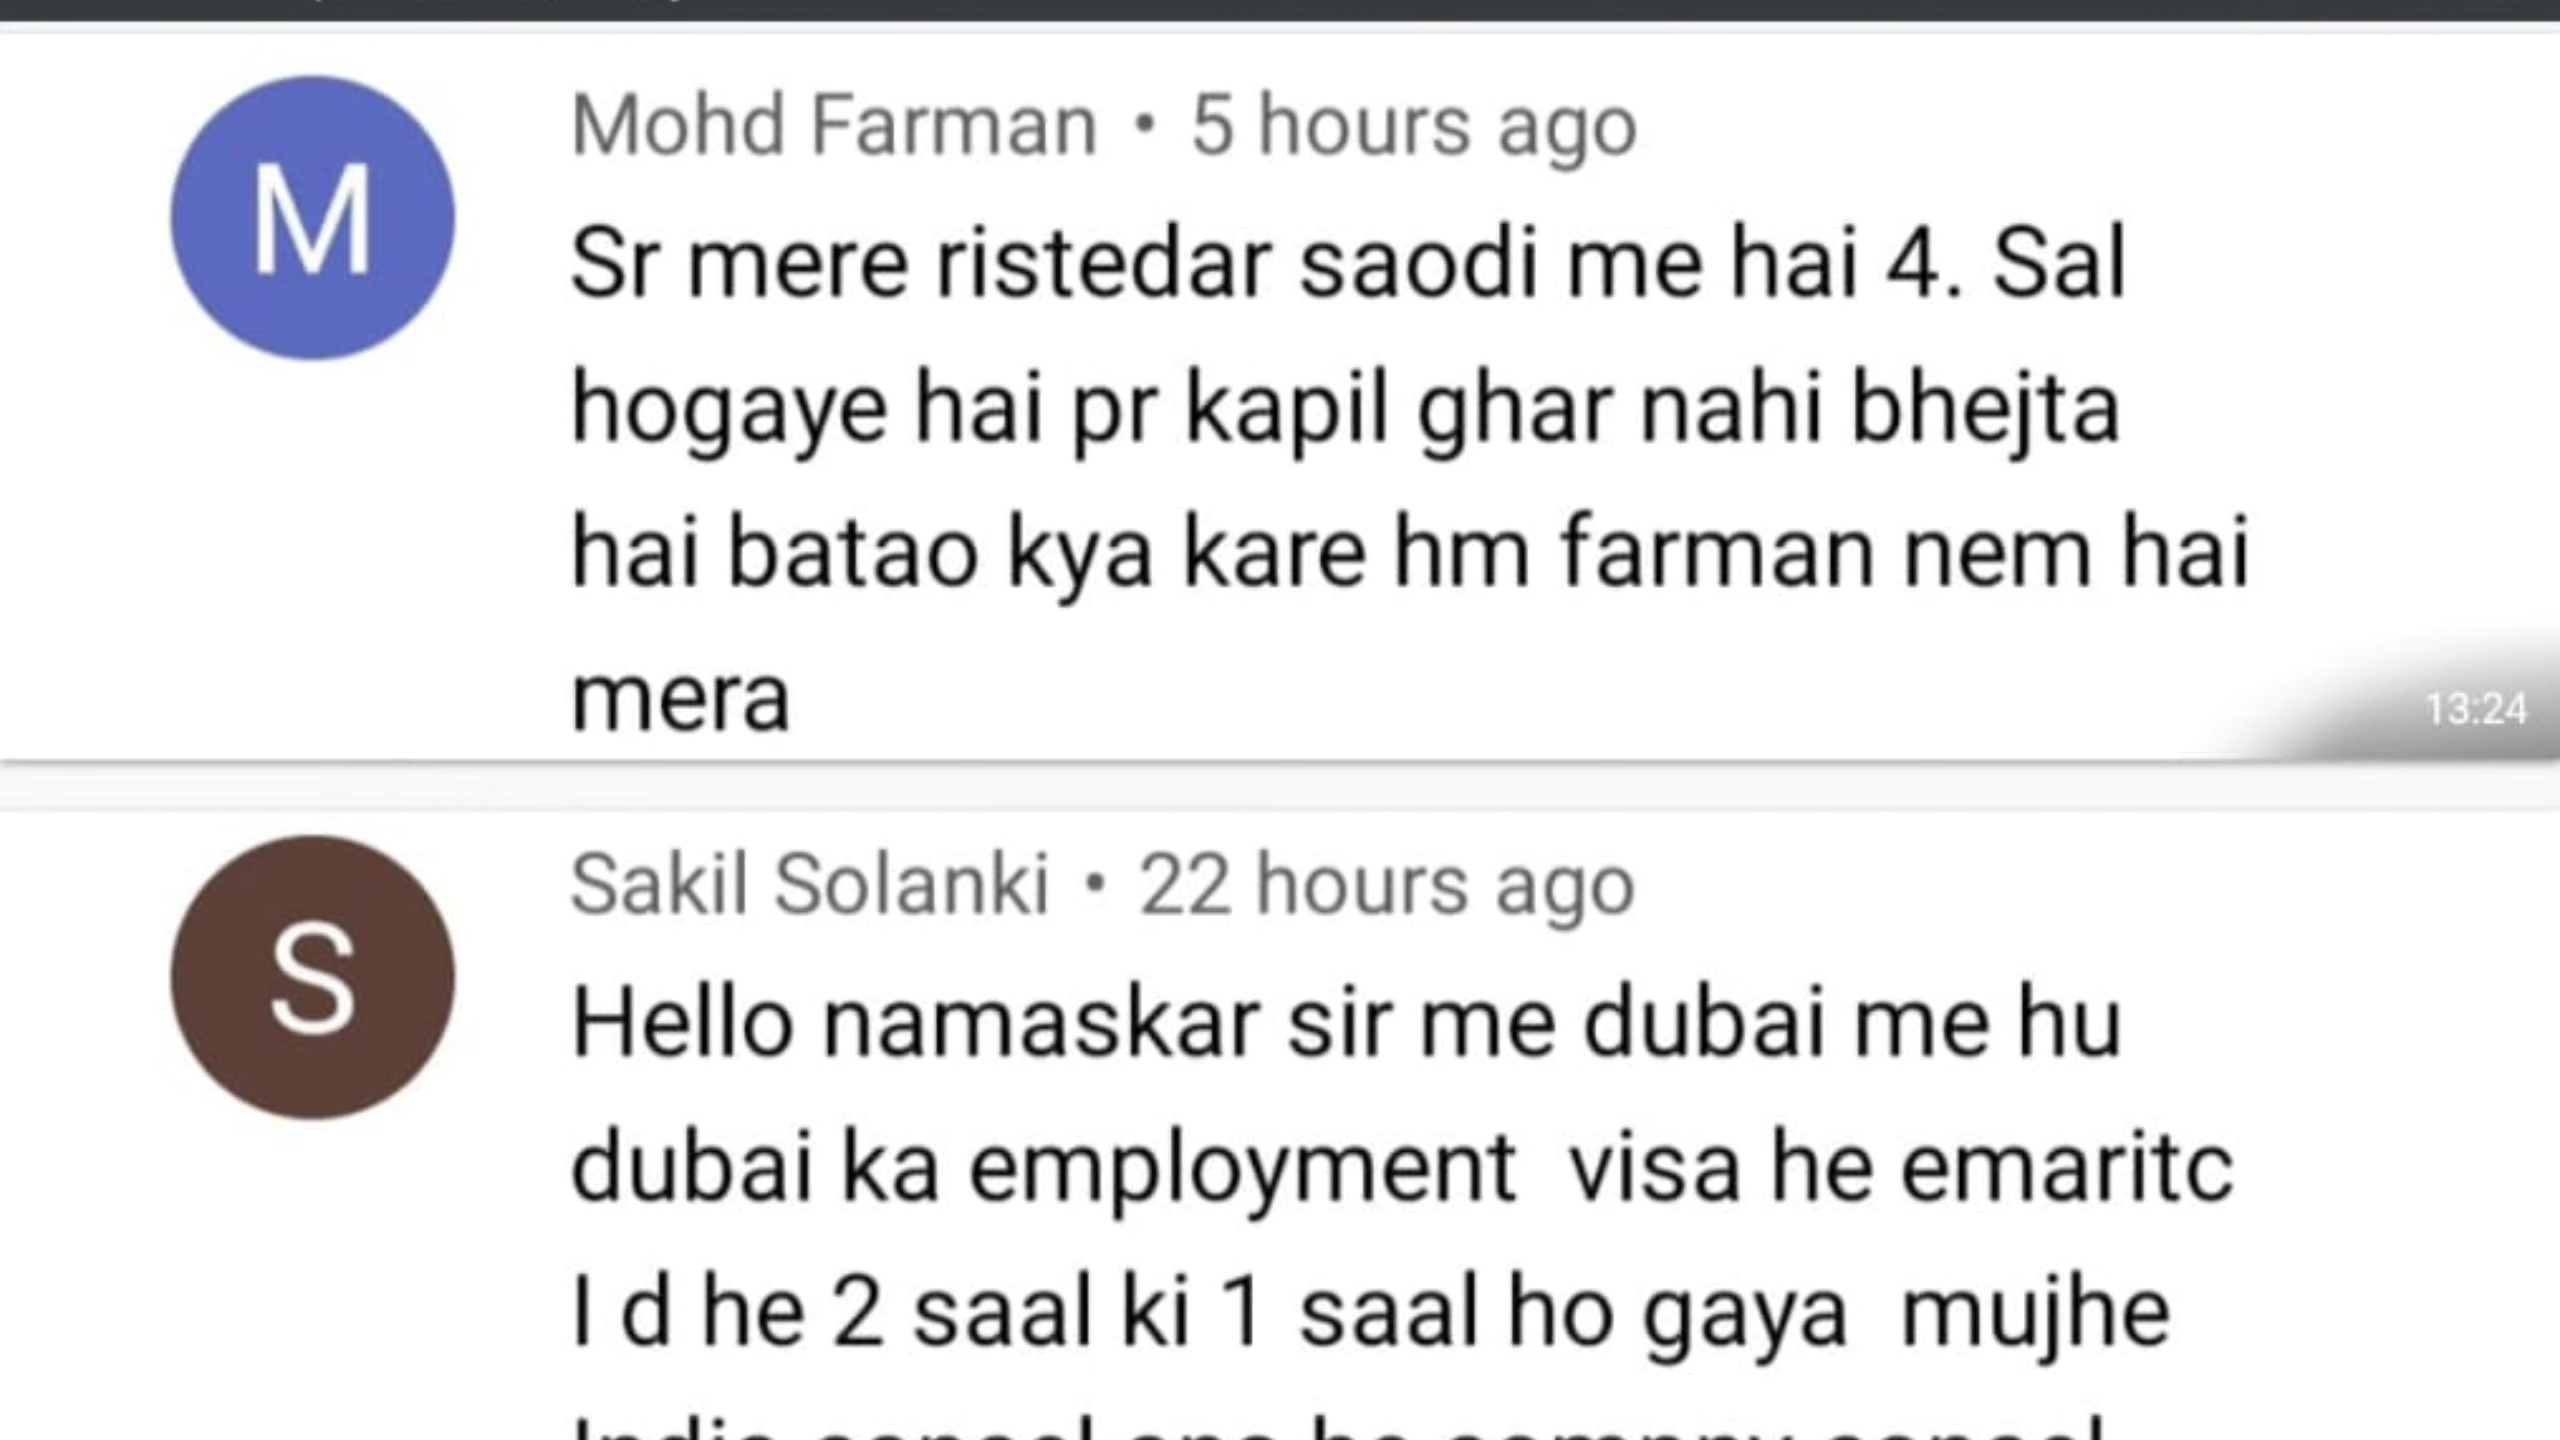 Mohd Farman • 5 hours ago
Sr mere ristedar saodi me hai 4. Sal
hogaye hai pr kapil ghar nahi bhejta
hai batao kya kare hm farman nem hai
mera
13:24
Sakil Solanki • 22 hours ago
Hello namaskar sir me dubai me hu
dubai ka employment visa he emaritc
I d he 2 saal ki 1 saal ho gaya mujhe